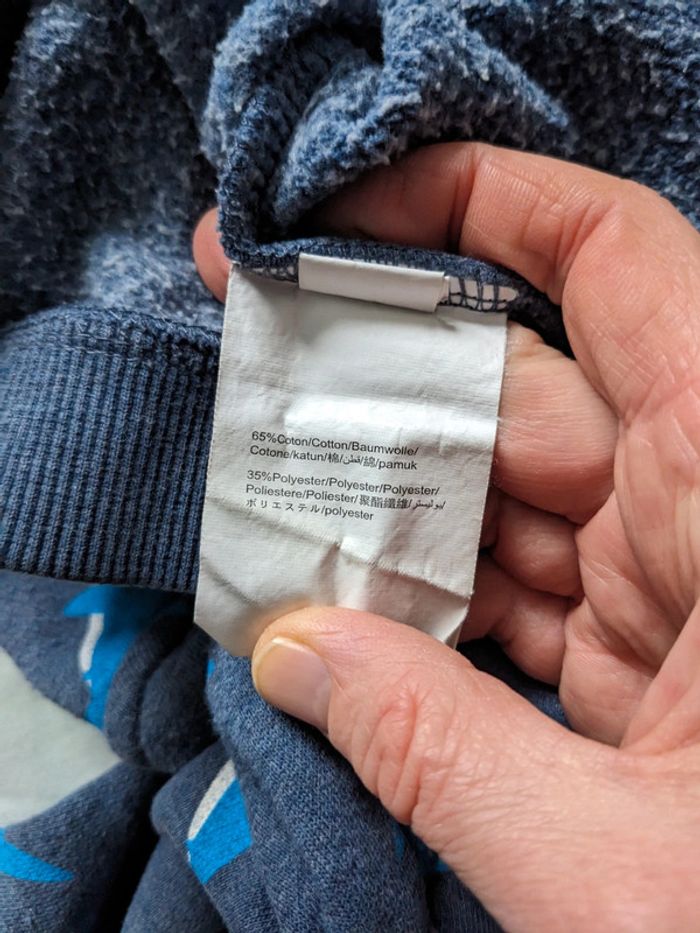 65%Coton/Cotton/Baumwolle/
Cotone/katun/棉/قطن/綿/pamuk
35%Polyester/Polyester/Polyester/
Poliestere/Poliester/聚酯纖維/بوليستر/
ポリエステル/polyester